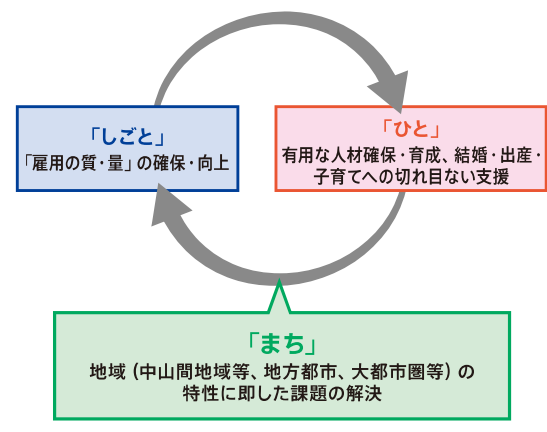 「しごと」
「雇用の質・量」の確保・向上
「ひと」
有用な人材確保・育成、結婚・出産・
子育てへの切れ目ない支援
「まち」
地域(中山間地域等、地方都市、大都市圏等)の
特性に即した課題の解決